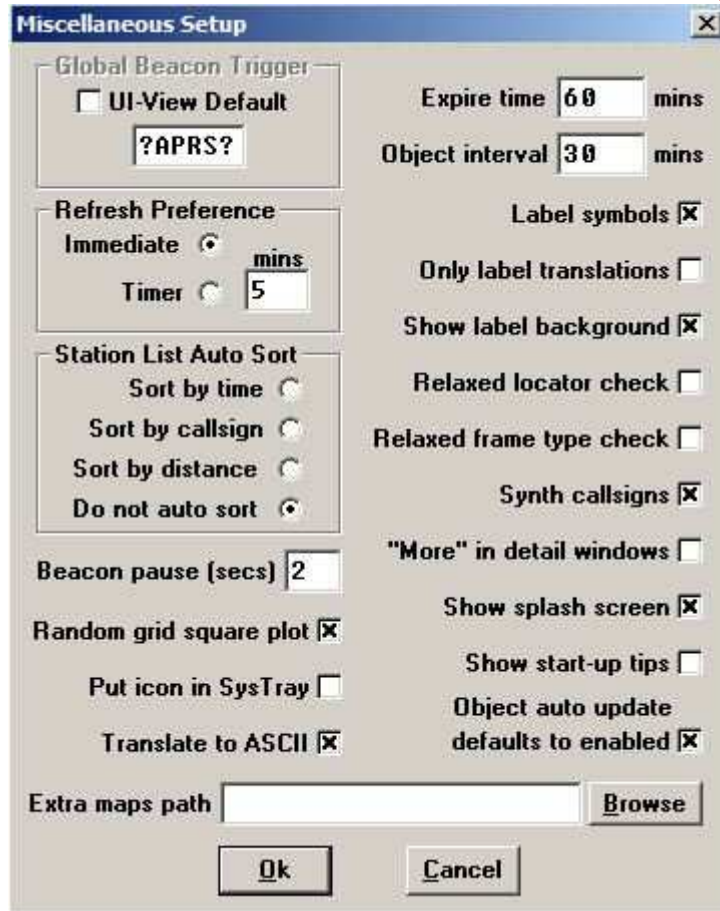 Miscellaneous Setup
Global Beacon Trigger
UI-View Default
?APRS?
Refresh Preference
Immediate
mins
Timer 5
Station List Auto Sort
Sort by time
Sort by callsign
Sort by distance
Do not auto sort
Beacon pause (secs) 2
Random grid square plot
Put icon in SysTray
Translate to ASCII
Expire time 60 mins
Object interval 30 mins
Label symbols
Only label translations
Show label background
Relaxed locator check
Relaxed frame type check
Synth callsigns
"More" in detail windows
Show splash screen
Show start-up tips
Object auto update
defaults to enabled
Extra maps path Browse
Ok Cancel